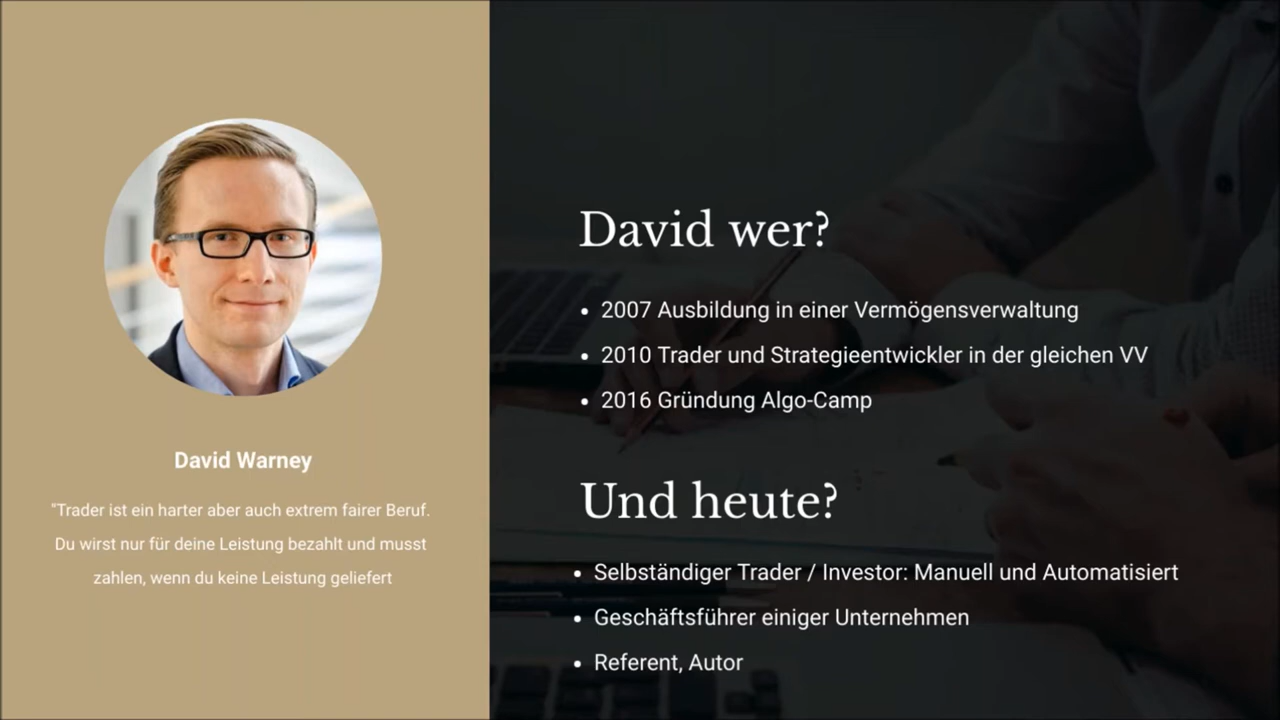 David Warney
"Trader ist ein harter aber auch extrem fairer Beruf.
Du wirst nur für deine Leistung bezahlt und musst
zahlen, wenn du keine Leistung geliefert
David wer?
• 2007 Ausbildung in einer Vermögensverwaltung
• 2010 Trader und Strategieentwickler in der gleichen VV
• 2016 Gründung Algo-Camp
Und heute?
• Selbständiger Trader / Investor: Manuell und Automatisiert
• Geschäftsführer einiger Unternehmen
• Referent, Autor